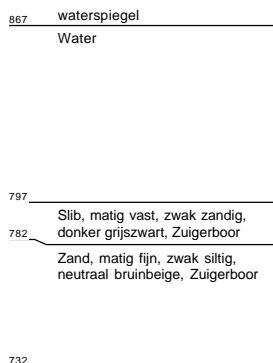 867 waterspiegel
Water
797
Slib, matig vast, zwak zandig,
782 donker grijszwart, Zuigerboor
Zand, matig fijn, zwak siltig,
neutraal bruinbeige, Zuigerboor
732